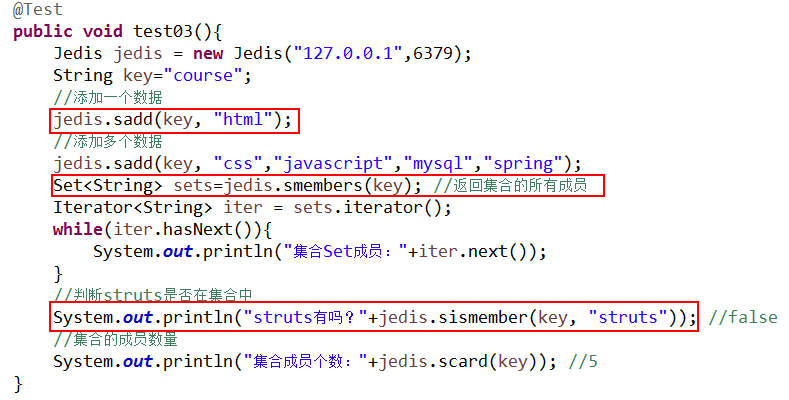 @Test
public void test03(){
    Jedis jedis = new Jedis("127.0.0.1",6379);
    String key="course";
    //添加一个数据
    jedis.sadd(key, "html");
    //添加多个数据
    jedis.sadd(key, "css","javascript","mysql","spring");
    Set<String> sets=jedis.smembers(key); //返回集合的所有成员
    Iterator<String> iter = sets.iterator();
    while(iter.hasNext()){
        System.out.println("集合Set成员："+iter.next());
    }
    //判断struts是否在集合中
    System.out.println("struts有吗？"+jedis.sismember(key, "struts")); //false
    //集合的成员数量
    System.out.println("集合成员个数："+jedis.scard(key)); //5
}